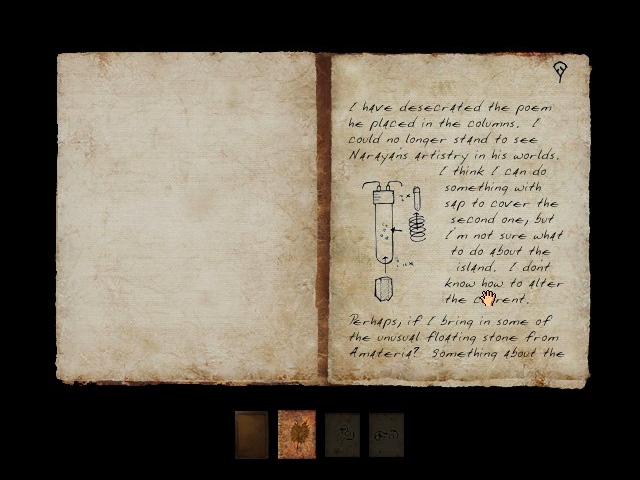 I have desecrated the poem
he placed in the columns. I
could no longer stand to see
Narayan's artistry in his worlds.
I think I can do
something with
sap to cover the
second one, but
I'm not sure what
to do about the
island. I dont
know how to alter
the current.
Perhaps, if I bring in some of
the unusual floating stone from
Amateria? Something about the